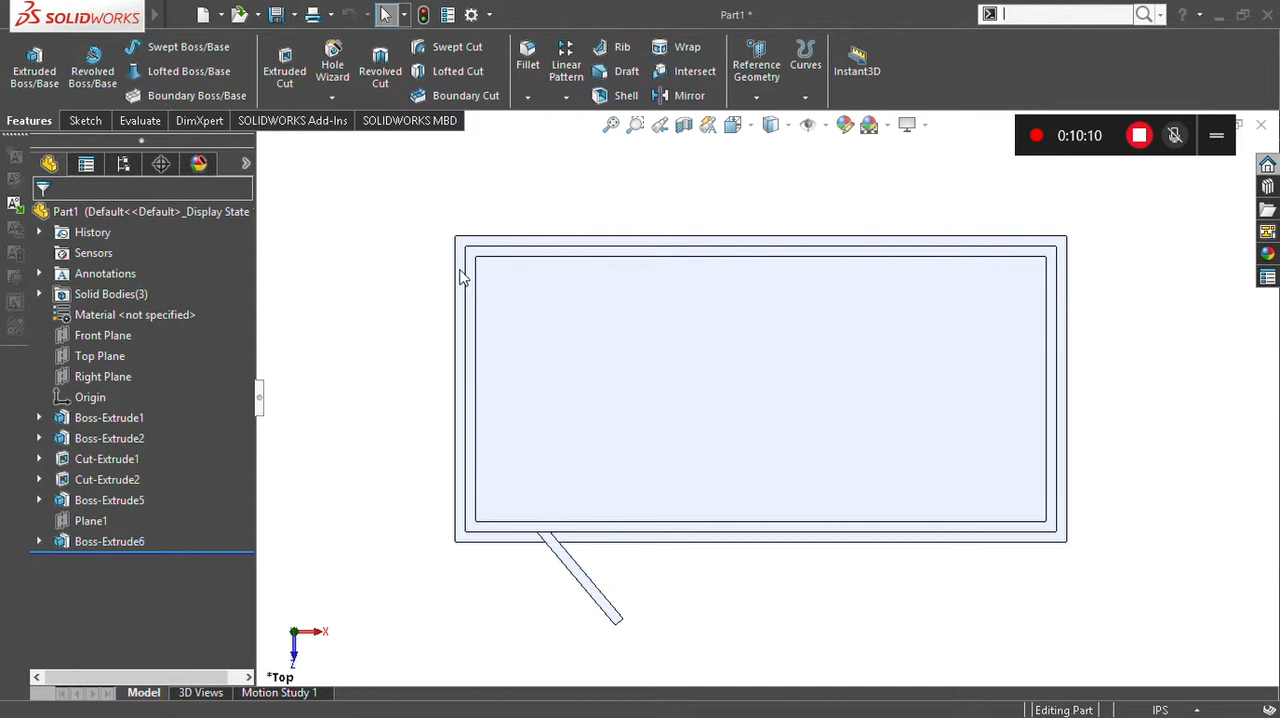 SOLIDWORKS
Part1 *
Extruded Boss/Base
Revolved Boss/Base
Swept Boss/Base
Lofted Boss/Base
Boundary Boss/Base
Extruded Cut
Hole Wizard
Revolved Cut
Swept Cut
Lofted Cut
Boundary Cut
Fillet
Linear Pattern
Rib
Draft
Shell
Wrap
Intersect
Mirror
Reference Geometry
Curves
Instant3D
Features
Sketch
Evaluate
DimXpert
SOLIDWORKS Add-Ins
SOLIDWORKS MBD
0:10:10
Part1 (Default<<Default>_Display State
History
Sensors
Annotations
Solid Bodies(3)
Material <not specified>
Front Plane
Top Plane
Right Plane
Origin
Boss-Extrude1
Boss-Extrude2
Cut-Extrude1
Cut-Extrude2
Boss-Extrude5
Plane1
Boss-Extrude6
X
Z
*Top
Model
3D Views
Motion Study 1
Editing Part
IPS